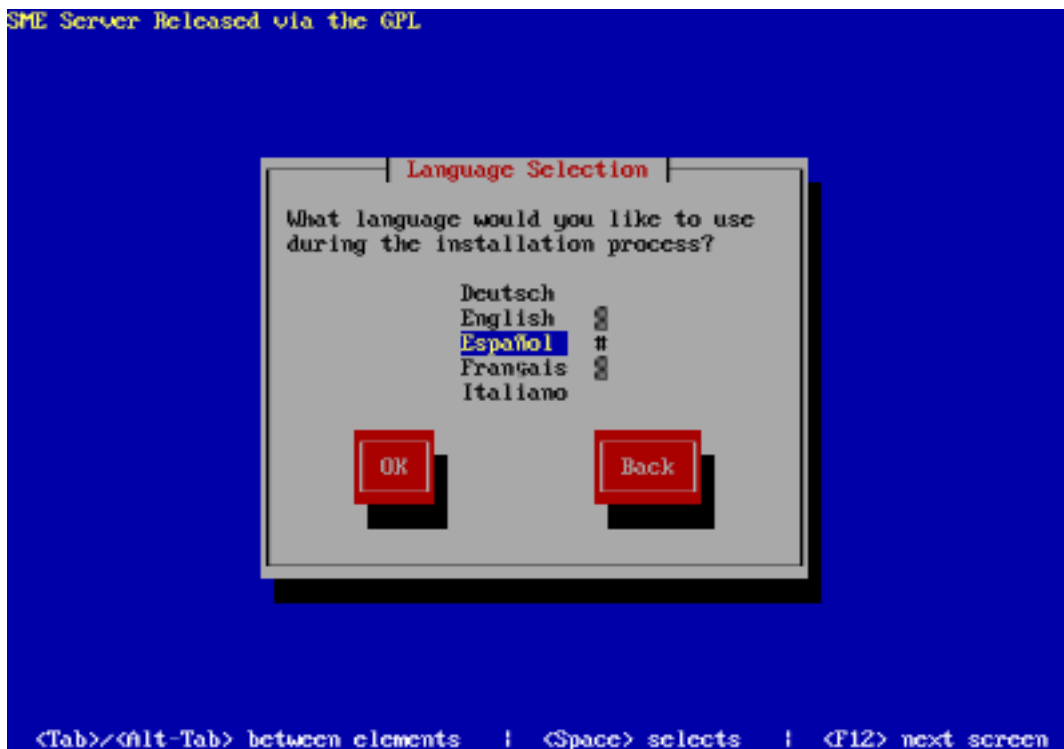 SME Server Released via the GPL
Language Selection
What language would you like to use
during the installation process?
Deutsch
English
Español #
Français
Italiano
OK Back
<Tab>/<Alt-Tab> between elements | <Space> selects | <F12> next screen